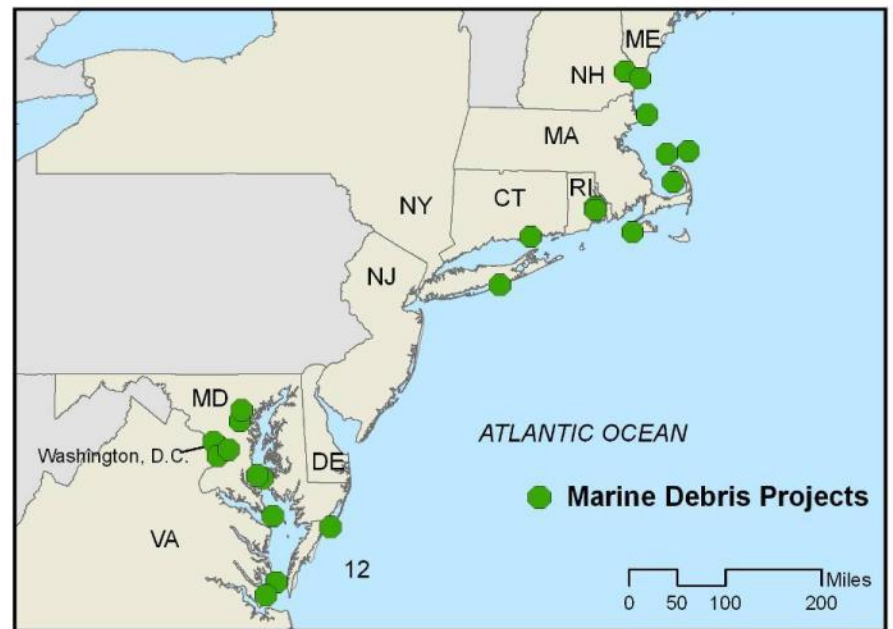 ME
NH
MA
RI
CT
NY
NJ
MD
ATLANTIC OCEAN
Washington, D.C.
DE
Marine Debris Projects
VA
12
Miles
0 50 100 200